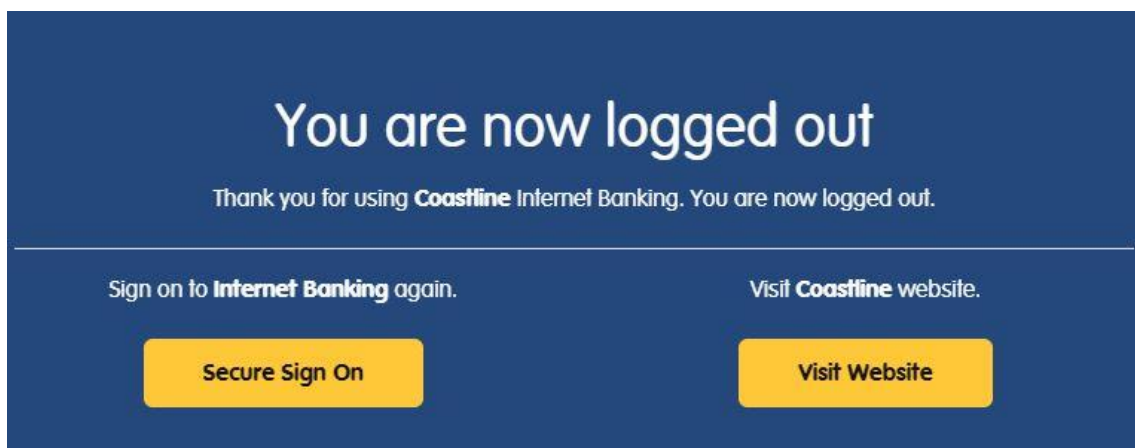 You are now logged out
Thank you for using Coastline Internet Banking. You are now logged out.
Sign on to Internet Banking again.
Visit Coastline website.
Secure Sign On
Visit Website